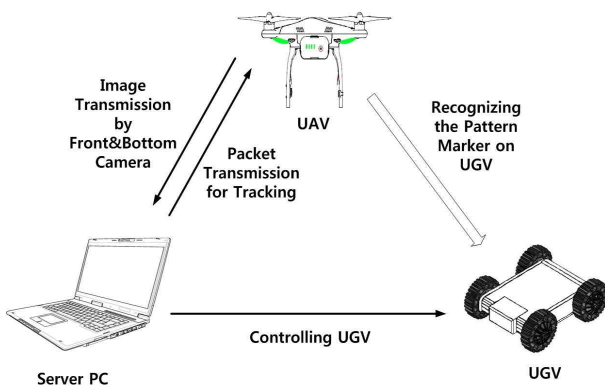 UAV
Image
Transmission
by
Front&Bottom
Camera
Packet
Transmission
for Tracking
Recognizing
the Pattern
Marker on
UGV
Controlling UGV
Server PC
UGV